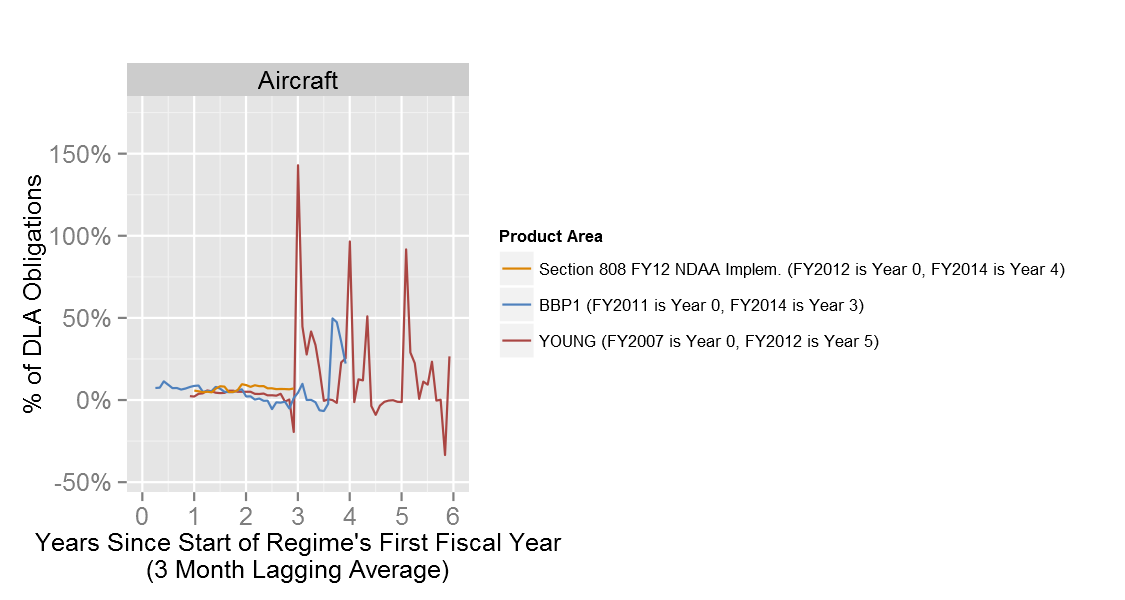 Aircraft
150%
100%
50%
0%
-50%
% of DLA Obligations
0 1 2 3 4 5 6
Years Since Start of Regime's First Fiscal Year
(3 Month Lagging Average)
Product Area
Section 808 FY12 NDAA Implem. (FY2012 is Year 0, FY2014 is Year 4)
BBP1 (FY2011 is Year 0, FY2014 is Year 3)
YOUNG (FY2007 is Year 0, FY2012 is Year 5)